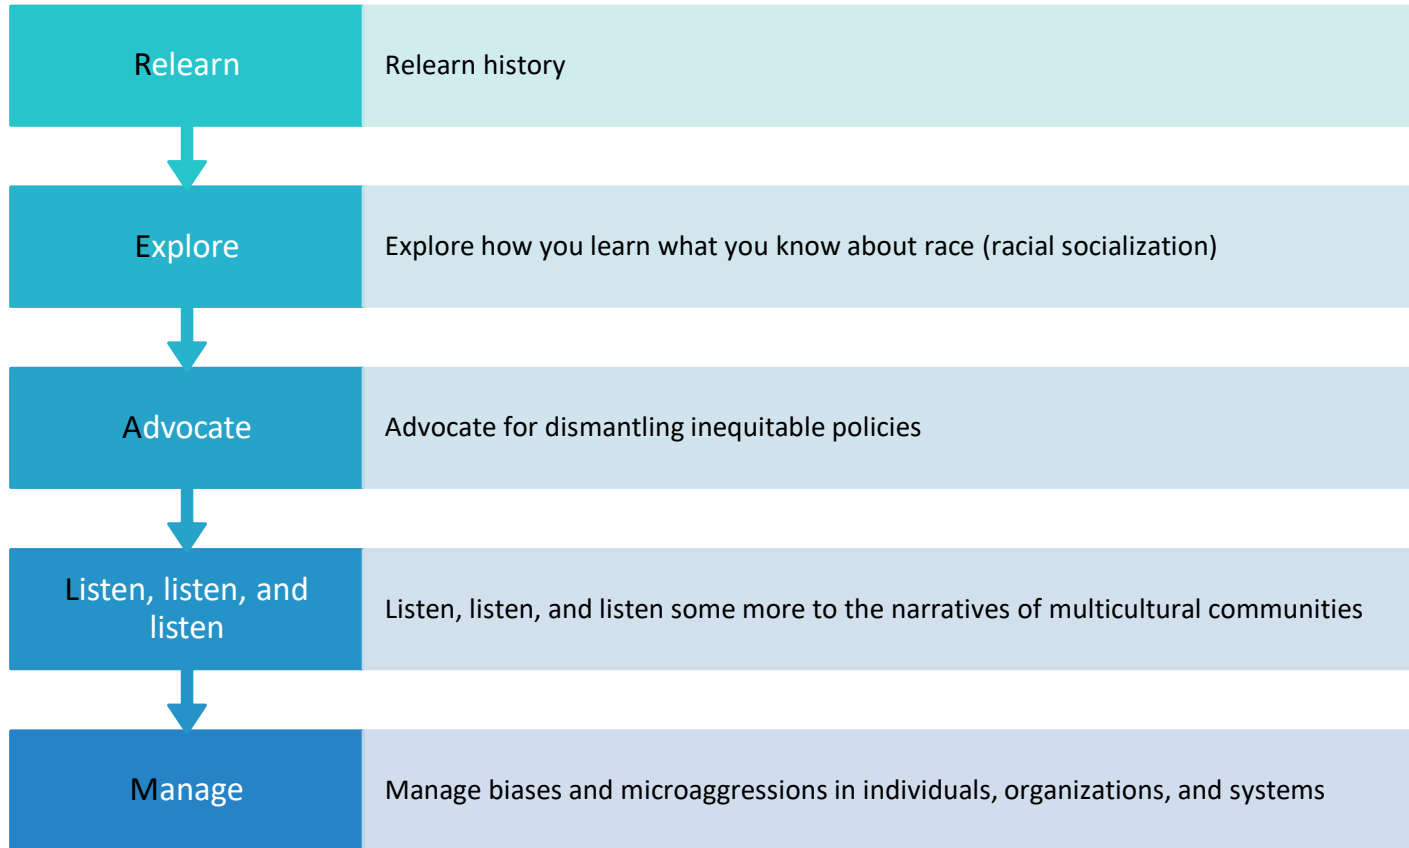 Relearn
Relearn history
Explore
Explore how you learn what you know about race (racial socialization)
Advocate
Advocate for dismantling inequitable policies
Listen, listen, and
listen
Listen, listen, and listen some more to the narratives of multicultural communities
Manage
Manage biases and microaggressions in individuals, organizations, and systems